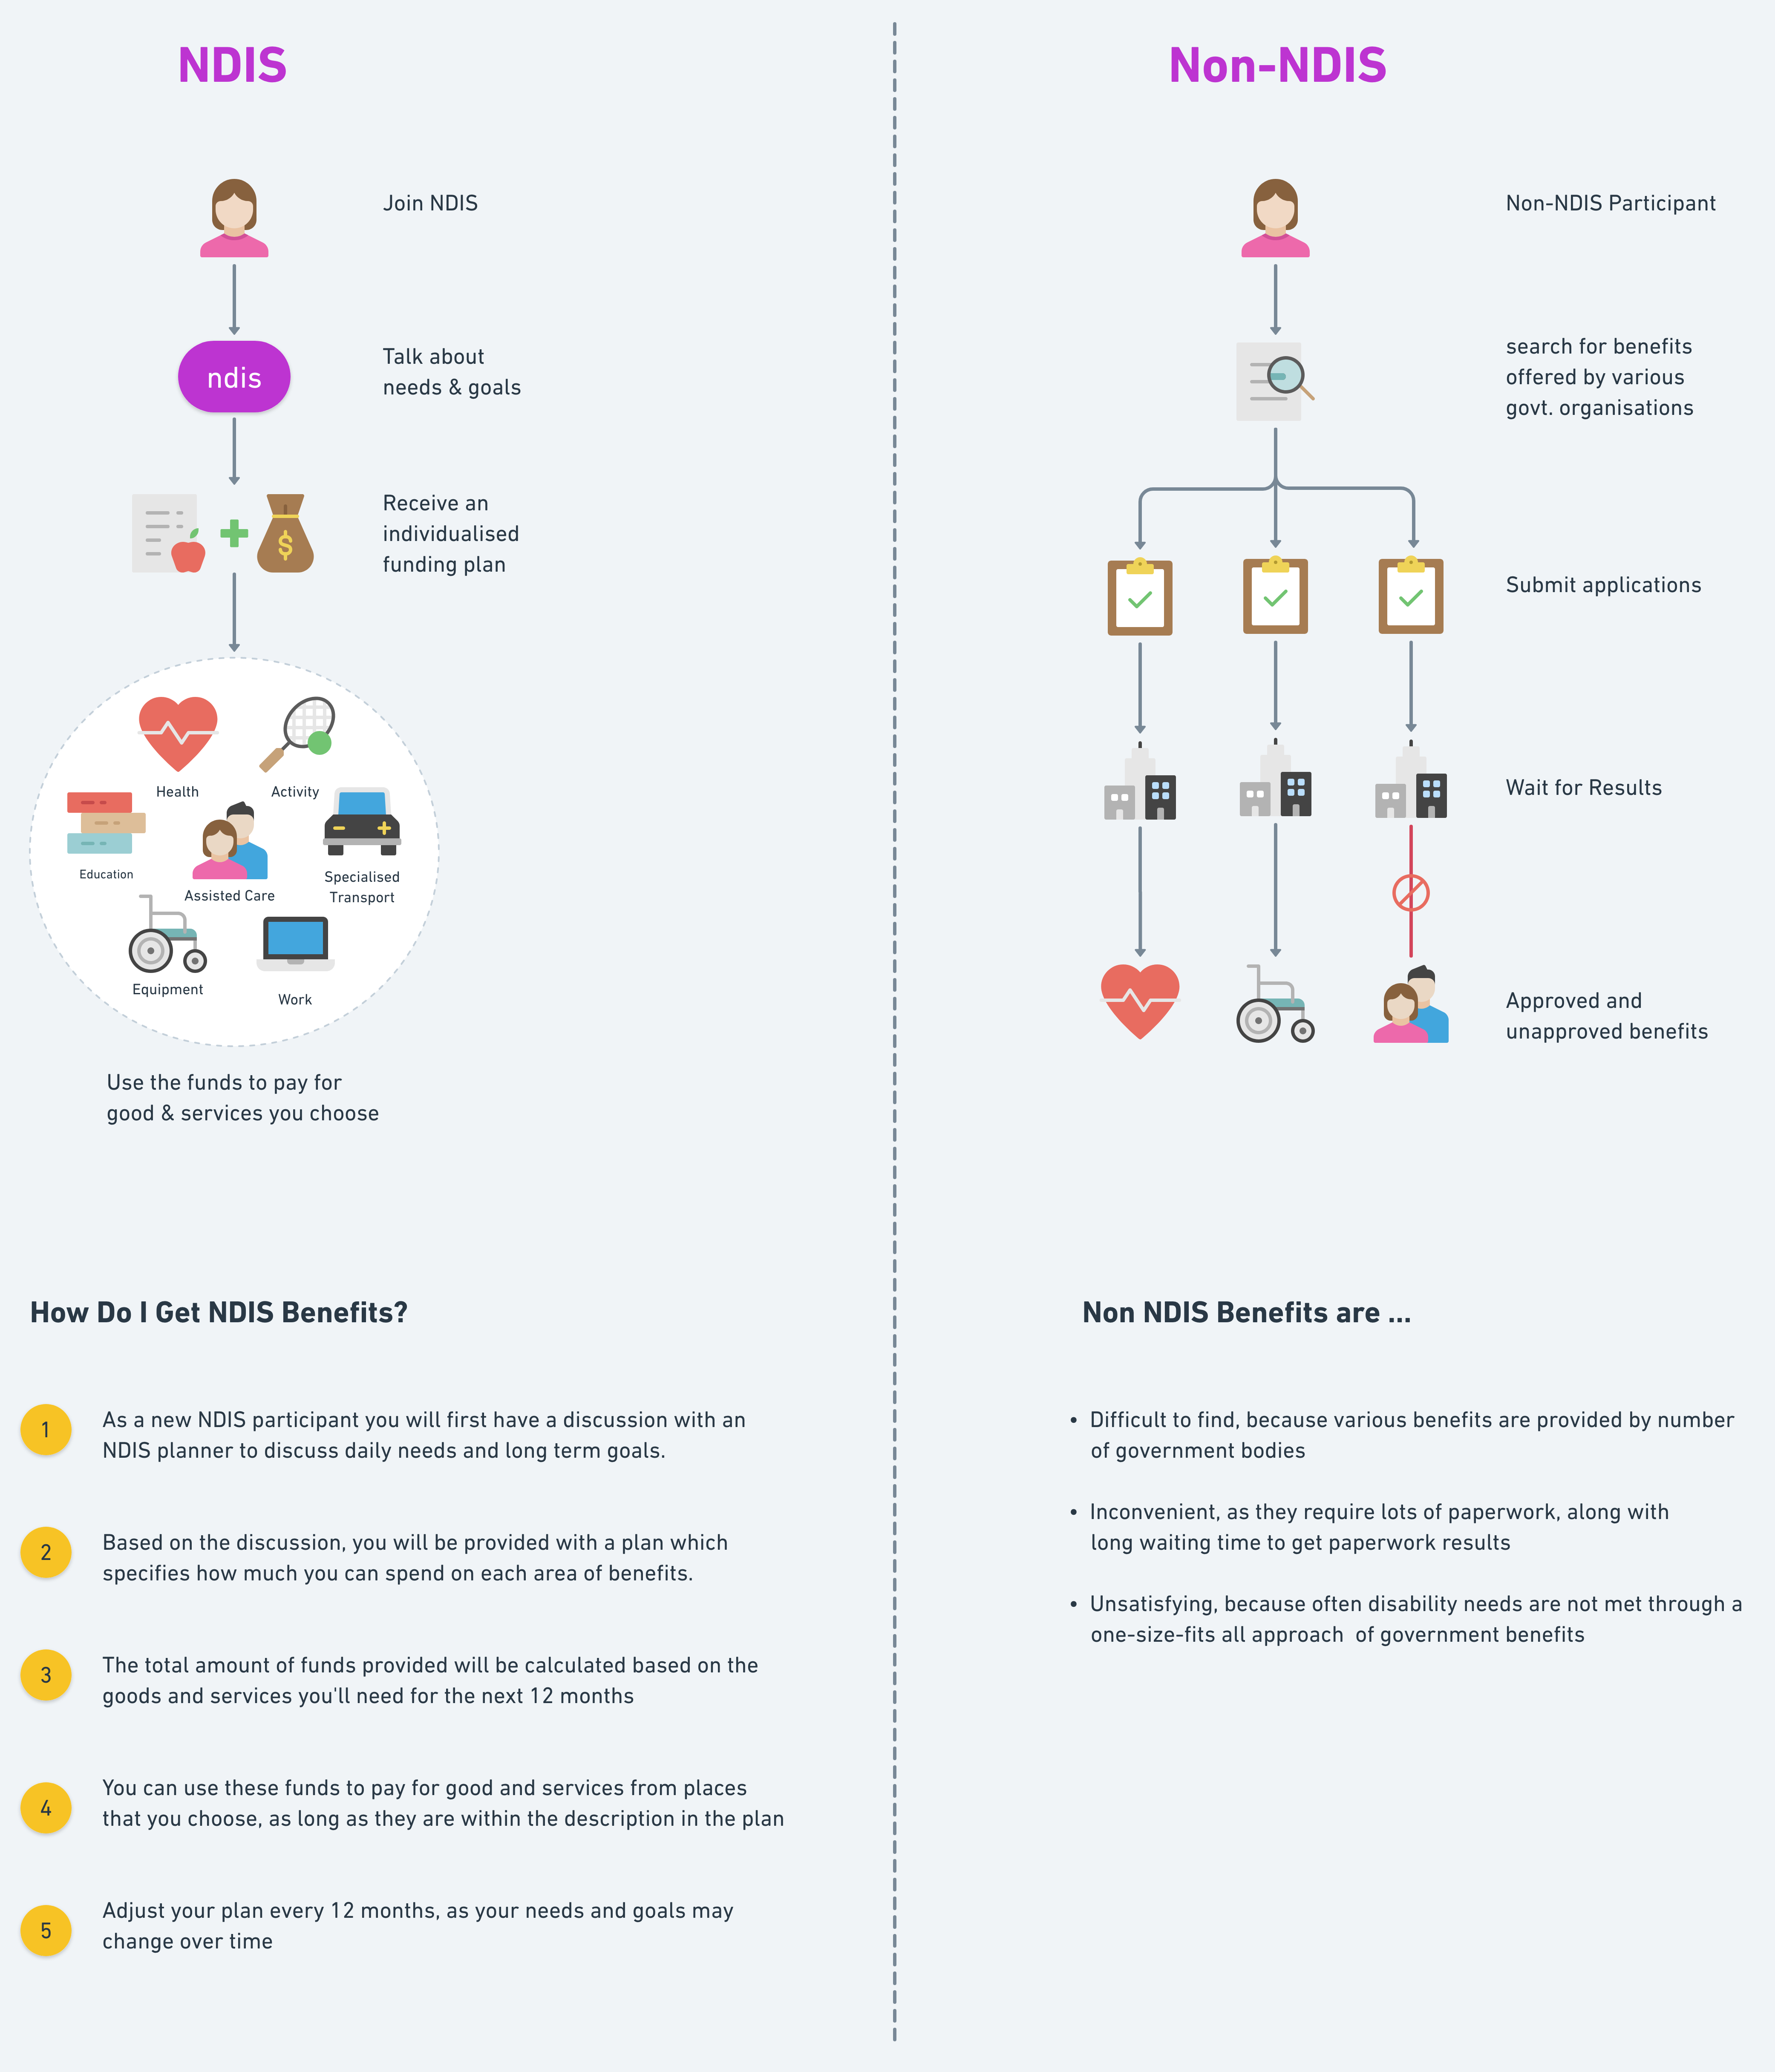 NDIS
Join NDIS
ndis
Talk about
needs & goals
$
Receive an
individualised
funding plan
Health
Activity
Education
Assisted Care
Specialised
Transport
Equipment
Work
Use the funds to pay for
good & services you choose
Non-NDIS
Non-NDIS Participant
search for benefits
offered by various
govt. organisations
Submit applications
Wait for Results
Approved and
unapproved benefits
How Do I Get NDIS Benefits?
1
As a new NDIS participant you will first have a discussion with an
NDIS planner to discuss daily needs and long term goals.
2
Based on the discussion, you will be provided with a plan which
specifies how much you can spend on each area of benefits.
3
The total amount of funds provided will be calculated based on the
goods and services you'll need for the next 12 months
4
You can use these funds to pay for good and services from places
that you choose, as long as they are within the description in the plan
5
Adjust your plan every 12 months, as your needs and goals may
change over time
Non NDIS Benefits are ...
• Difficult to find, because various benefits are provided by number
of government bodies
• Inconvenient, as they require lots of paperwork, along with
long waiting time to get paperwork results
• Unsatisfying, because often disability needs are not met through a
one-size-fits all approach  of government benefits